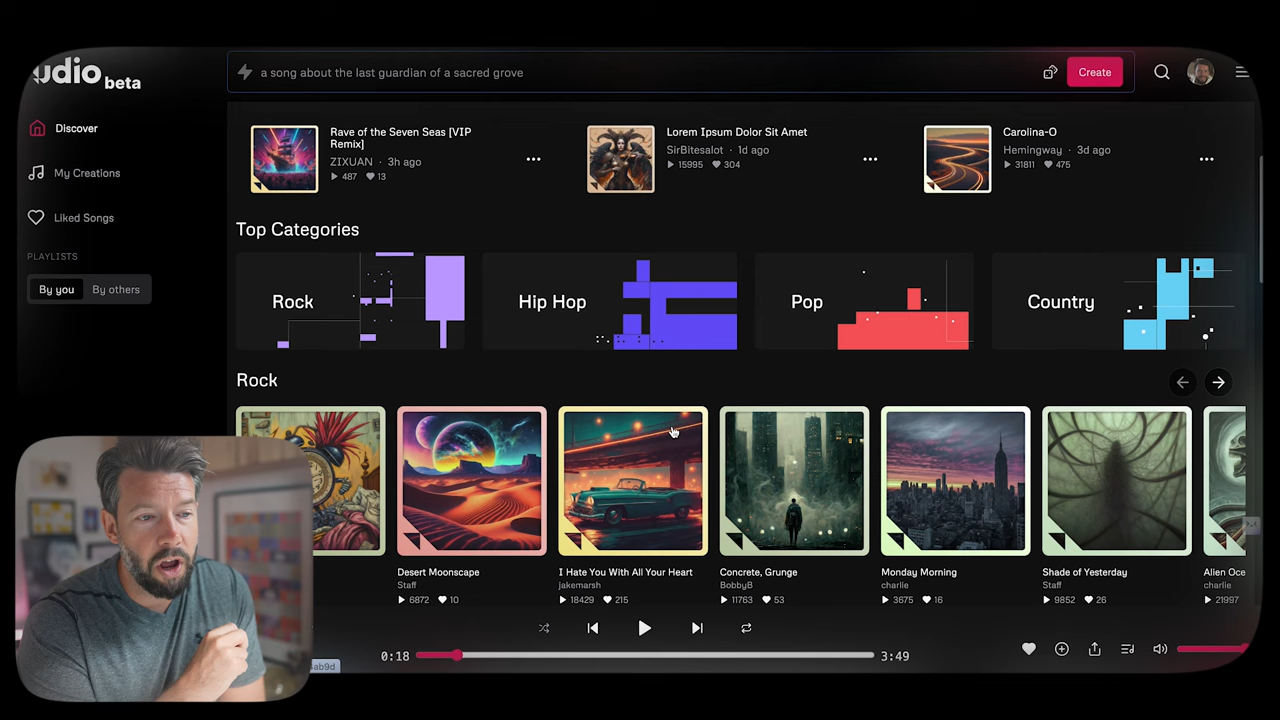 udio beta
a song about the last guardian of a sacred grove
Create
Discover
My Creations
Liked Songs
PLAYLISTS
By you
By others
Rave of the Seven Seas [VIP
Remix]
ZIXUAN · 3h ago
487 13
Lorem Ipsum Dolor Sit Amet
SirBitesalot · 1d ago
15995 304
Carolina-O
Hemingway · 3d ago
31811 475
Top Categories
Rock
Hip Hop
Pop
Country
Rock
Desert Moonscape
Staff
6872 10
I Hate You With All Your Heart
jakemarsh
18429 215
Concrete, Grunge
BobbyB
11763 53
Monday Morning
charlie
3675 16
Shade of Yesterday
Staff
9852 26
Alien Oce
charlie
21997
0:18
3:49
ab9d